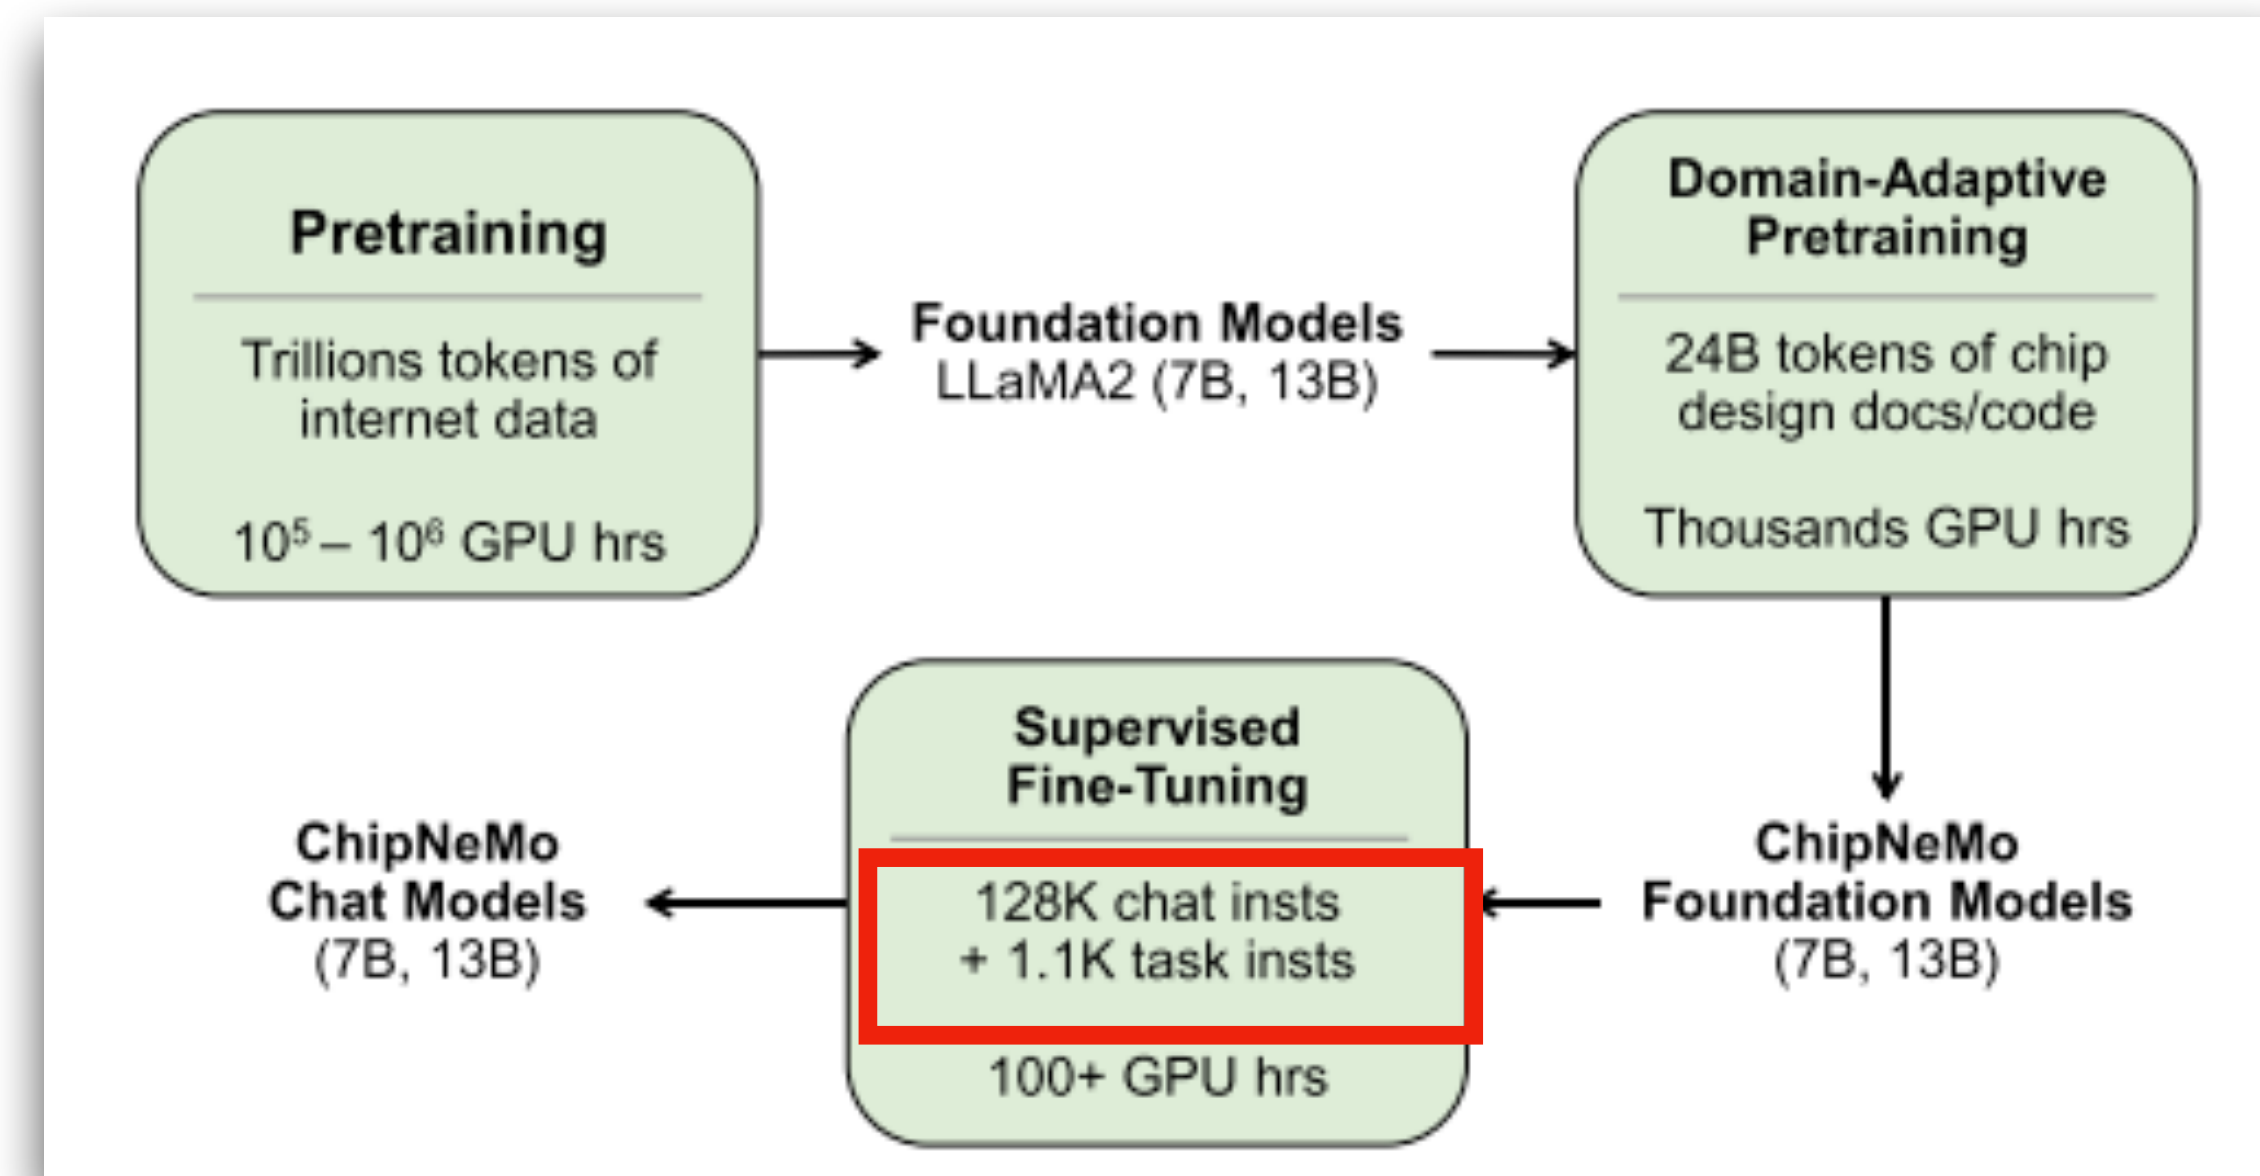 Pretraining
Trillions tokens of
internet data
10⁵ – 10⁶ GPU hrs
Foundation Models
LLaMA2 (7B, 13B)
Domain-Adaptive
Pretraining
24B tokens of chip
design docs/code
Thousands GPU hrs
ChipNeMo
Foundation Models
(7B, 13B)
Supervised
Fine-Tuning
128K chat insts
+ 1.1K task insts
100+ GPU hrs
ChipNeMo
Chat Models
(7B, 13B)